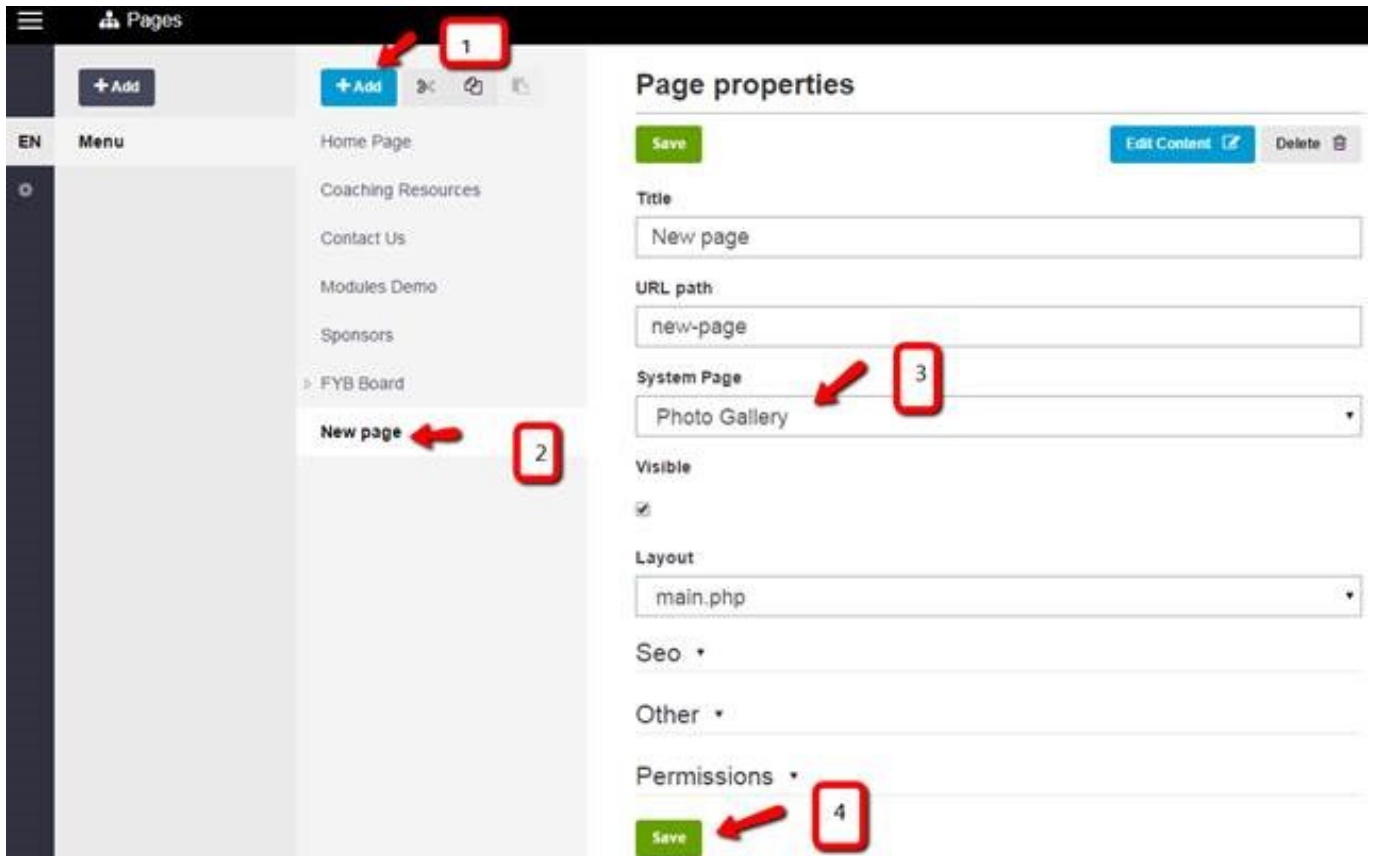 Pages
1
+ Add
+ Add
Page properties
EN
Menu
Home Page
Save
Edit Content
Delete
Coaching Resources
Title
New page
Contact Us
Modules Demo
URL path
new-page
Sponsors
FYB Board
System Page
3
Photo Gallery
New page
2
Visible
Layout
main.php
Seo
Other
Permissions
4
Save